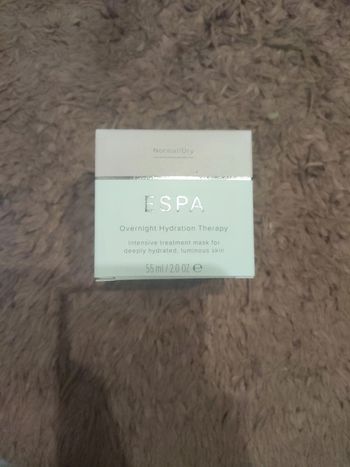 Normal/Dry
ESPA
Overnight Hydration Therapy
Intensive treatment mask for
deeply hydrated, luminous skin
55 ml / 2.0 OZ ℮